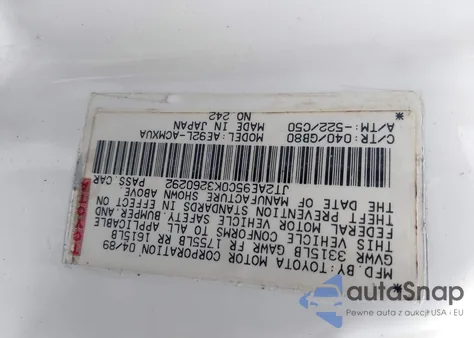 MFD.BY:TOYOTA MOTOR CORPORATION 04/89
GVWR 3315LB GAWR FR 1755LB RR 1615LB
THIS VEHICLE CONFORMS TO ALL APPLICABLE
FEDERAL MOTOR VEHICLE SAFETY,BUMPER,AND
THEFT PREVENTION STANDARDS IN EFFECT ON
THE DATE OF MANUFACTURE SHOWN ABOVE.
JT2AE95C0K3260292 PASS.CAR
C/TR:040/GB80
MODEL:AE92L-ACMXUA
A/TM:-522/C50 MADE IN JAPAN
NO.242
autoSnap
Pewne auta z aukcji USA i EU